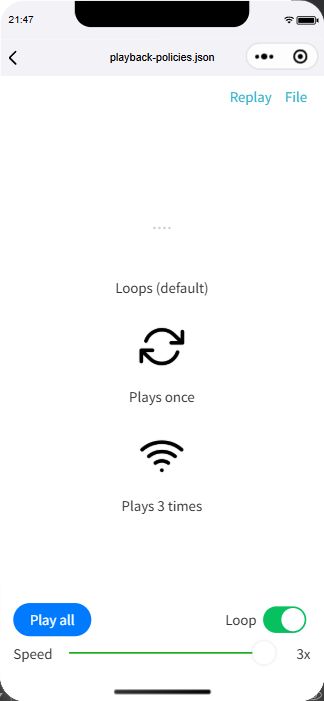 21:47
playback-policies.json
Replay File
Loops (default)
Plays once
Plays 3 times
Play all
Loop
Speed
3x